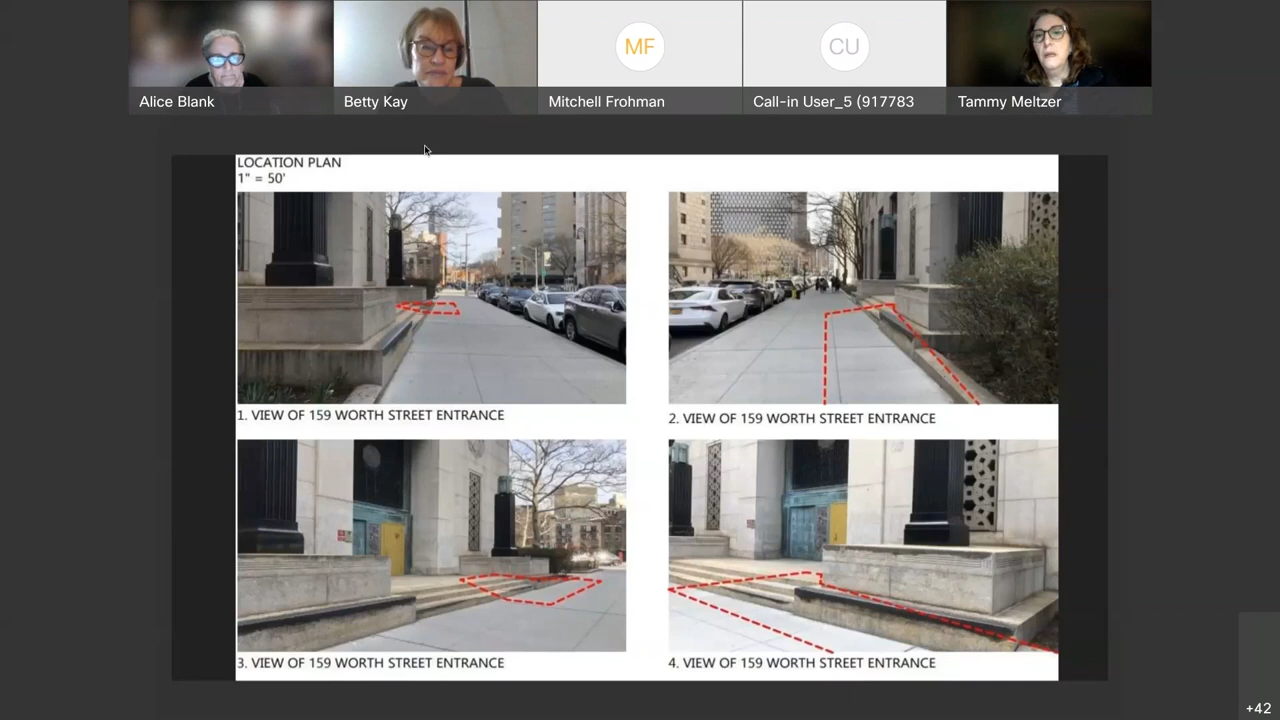 MF
CU
Alice Blank
Betty Kay
Mitchell Frohman
Call-in User_5 (917783
Tammy Meltzer
LOCATION PLAN
1" = 50'
1. VIEW OF 159 WORTH STREET ENTRANCE
2. VIEW OF 159 WORTH STREET ENTRANCE
3. VIEW OF 159 WORTH STREET ENTRANCE
4. VIEW OF 159 WORTH STREET ENTRANCE
+42